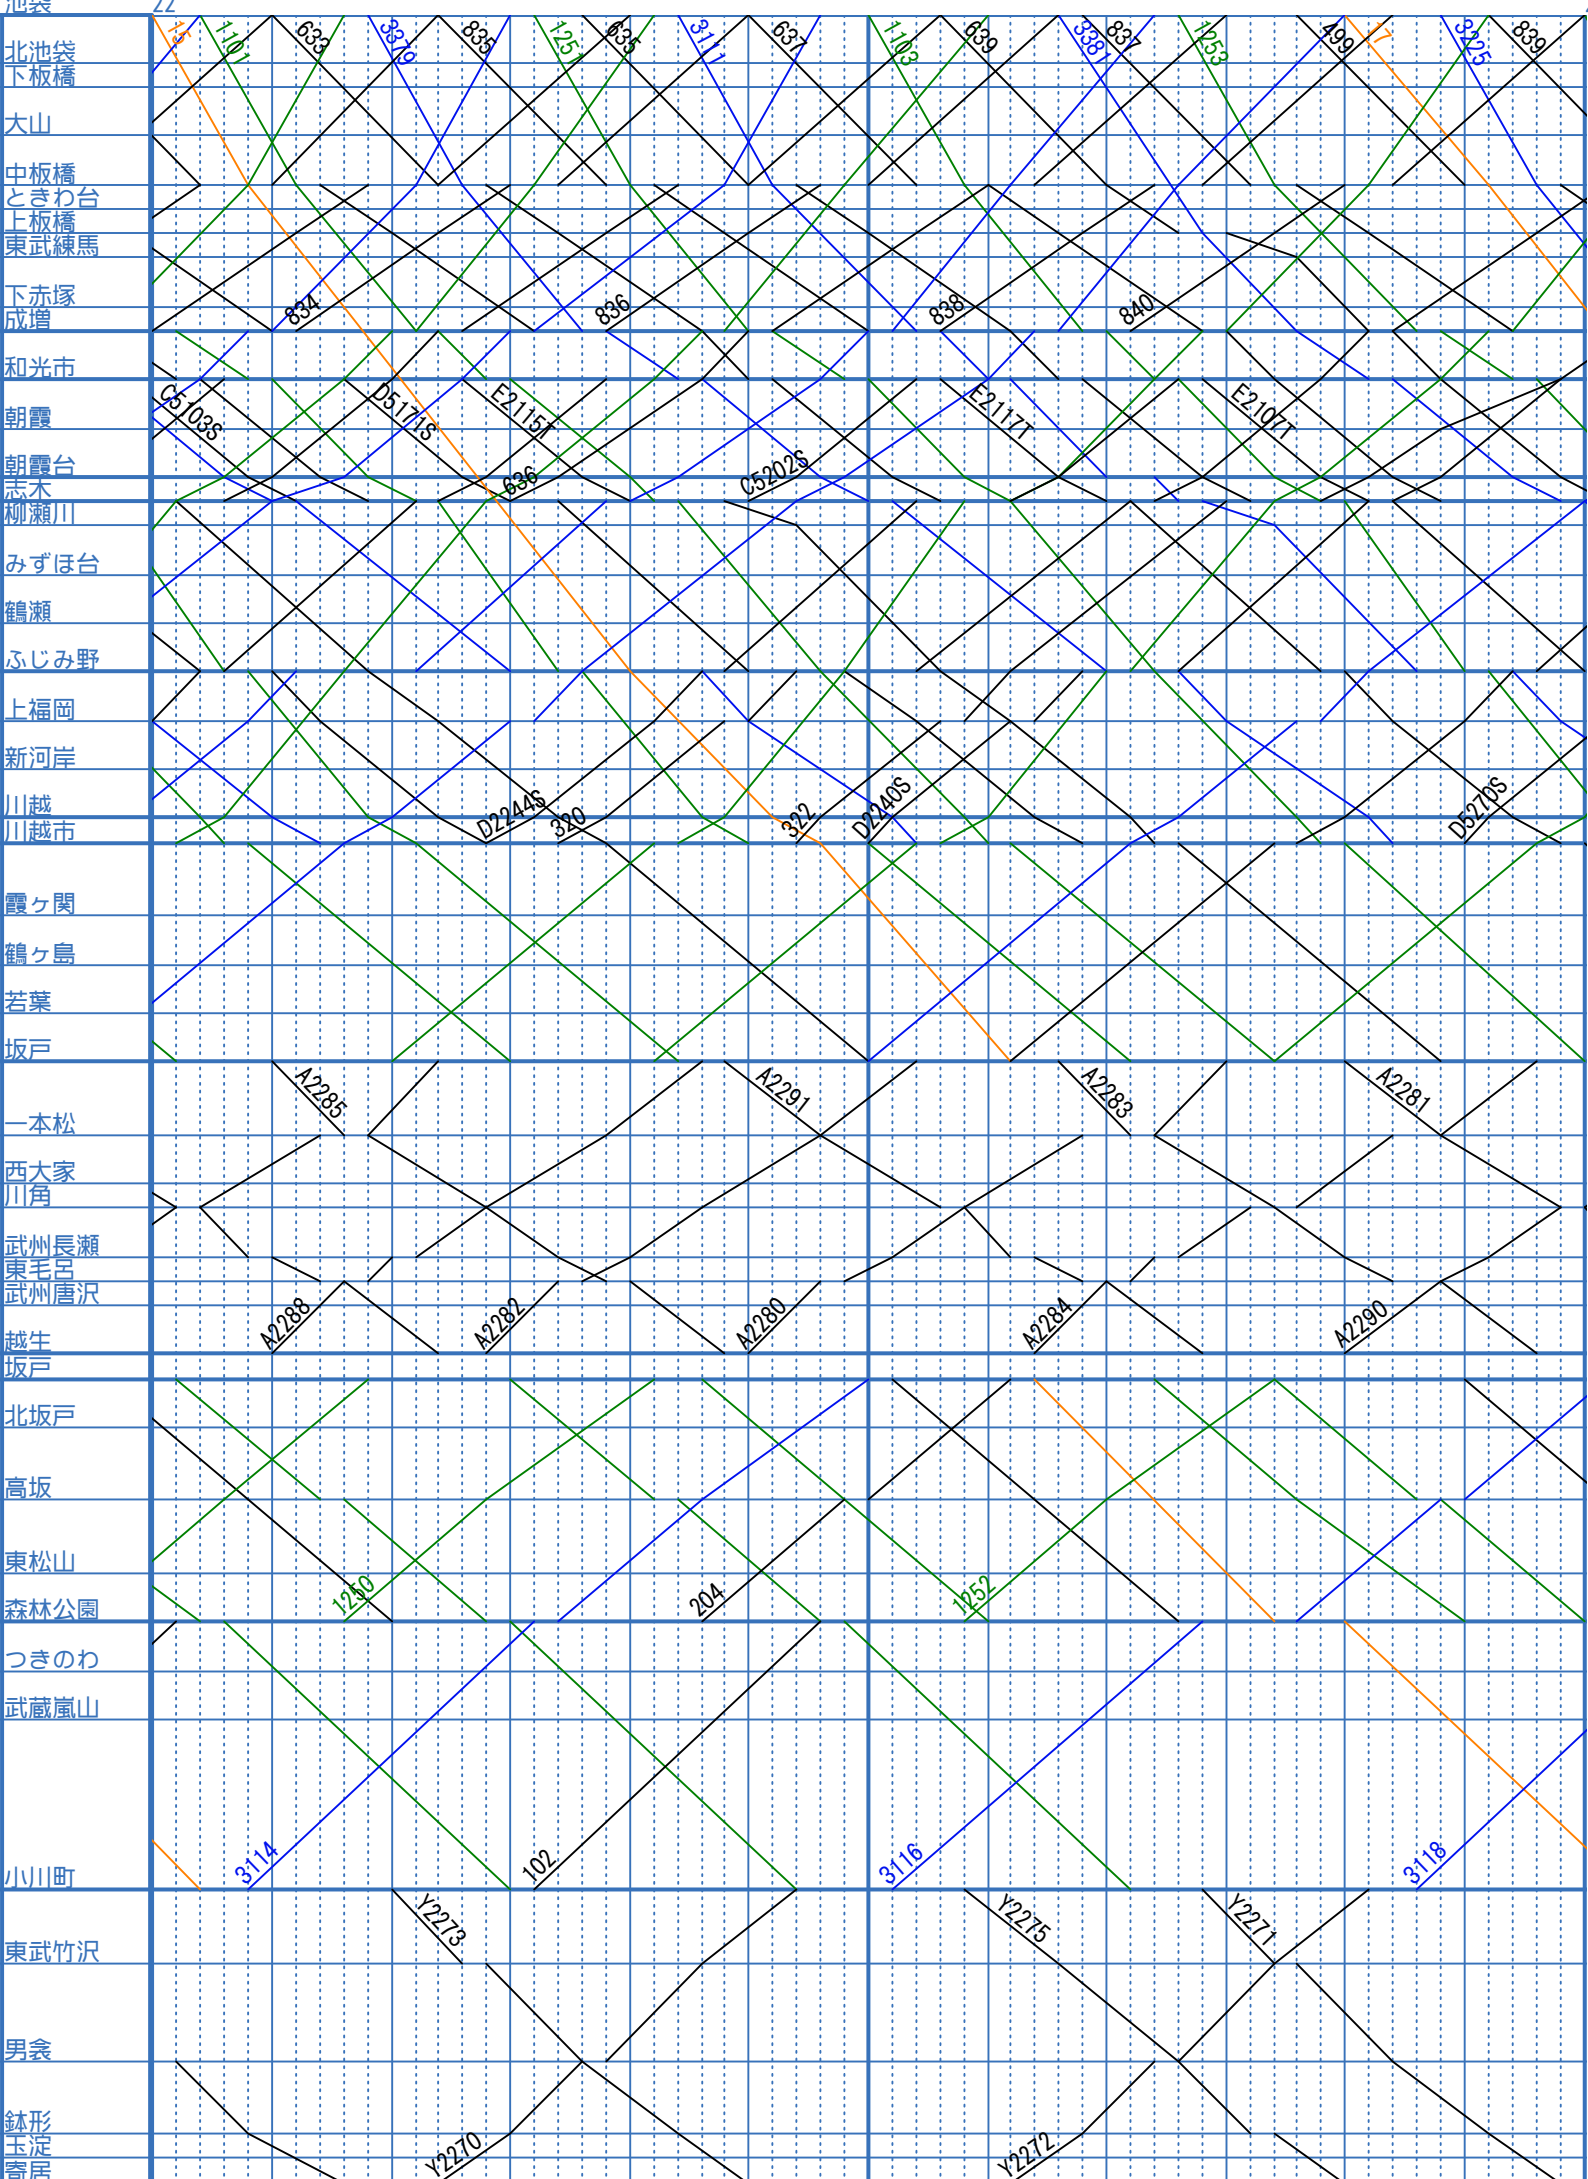 池袋 22
15 1101 633 3379 835 1251 635 3111 637 1103 639 3381 837 1253 499 17 3225 839
北池袋
下板橋
大山
中板橋
ときわ台
上板橋
東武練馬
下赤塚
834 836 838 840
成増
和光市
C5103S D5171S E2115T E2117T E2107T
朝霞
朝霞台
636 C5202S
志木
柳瀬川
みずほ台
鶴瀬
ふじみ野
上福岡
新河岸
川越
D2244S 320 322 D2240S D5270S
川越市
霞ヶ関
鶴ヶ島
若葉
坂戸
A2285 A2291 A2283 A2281
一本松
西大家
川角
武州長瀬
東毛呂
武州唐沢
A2288 A2282 A2280 A2284 A2290
越生
坂戸
北坂戸
高坂
東松山
1250 204 1252
森林公園
つきのわ
武蔵嵐山
3114 102 3116 3118
小川町
Y2273 Y2275 Y2271
東武竹沢
男衾
鉢形
玉淀
Y2270 Y2272
寄居